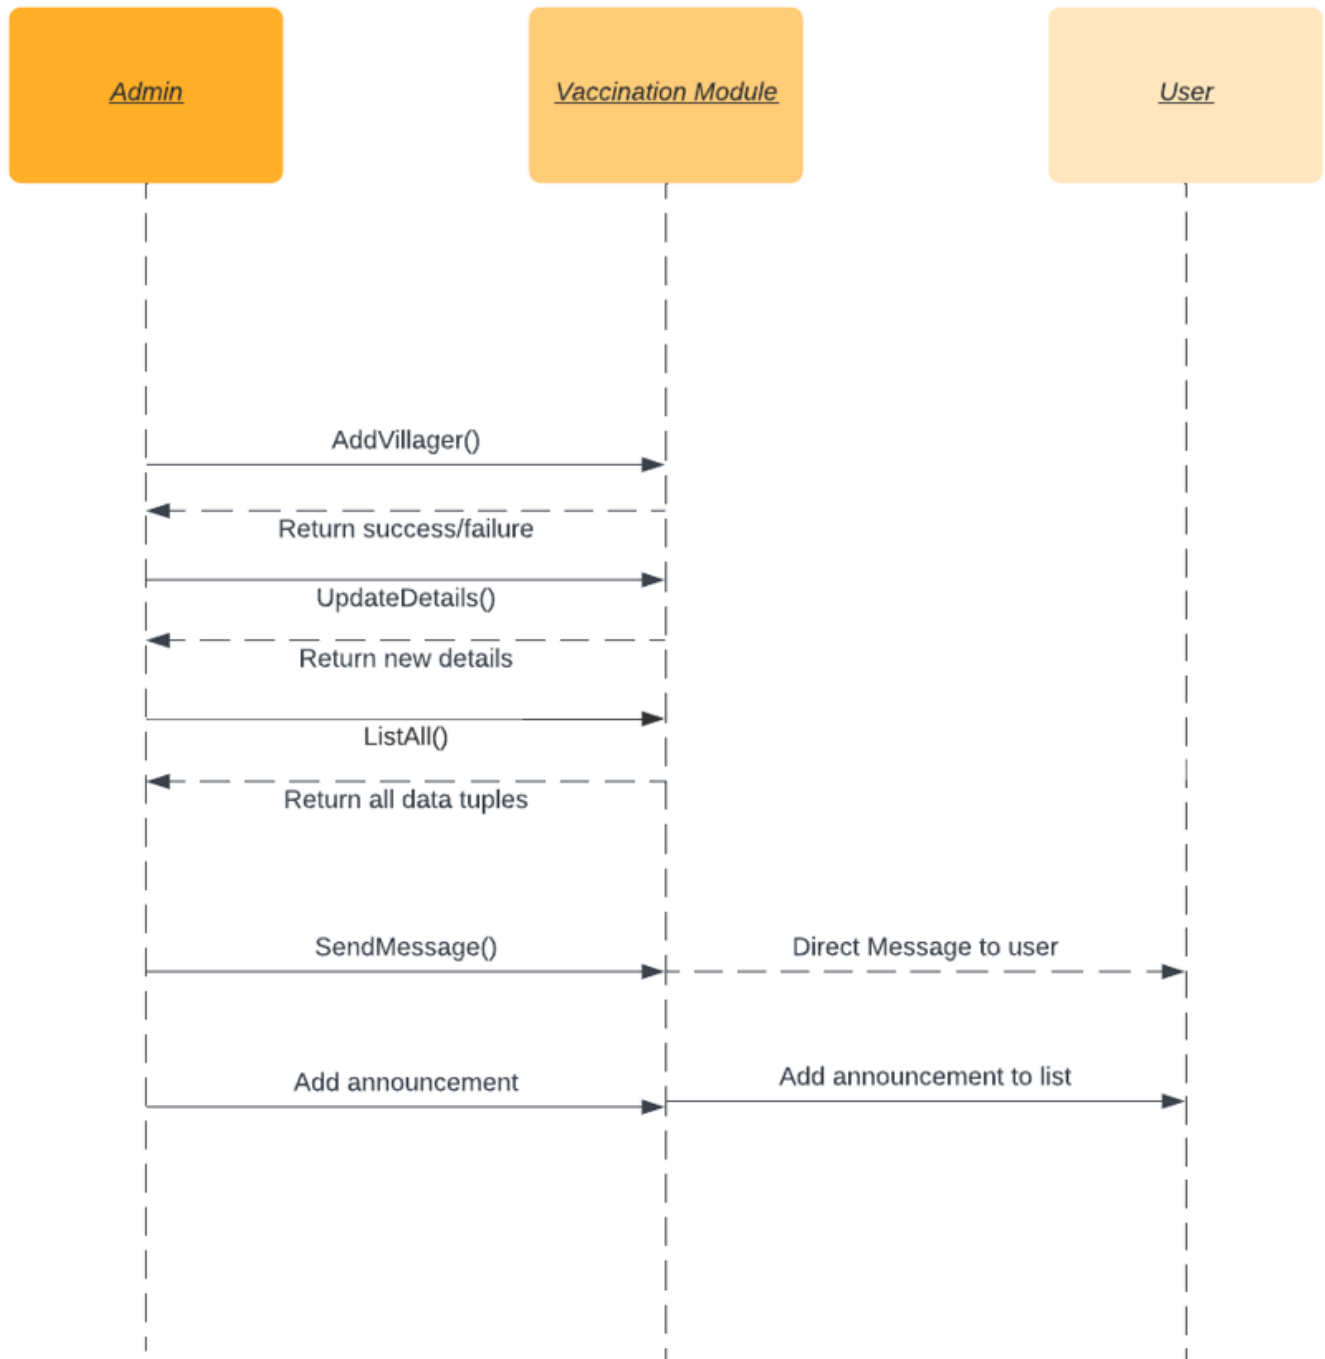 Admin
Vaccination Module
User
AddVillager()
Return success/failure
UpdateDetails()
Return new details
ListAll()
Return all data tuples
SendMessage()
Direct Message to user
Add announcement
Add announcement to list